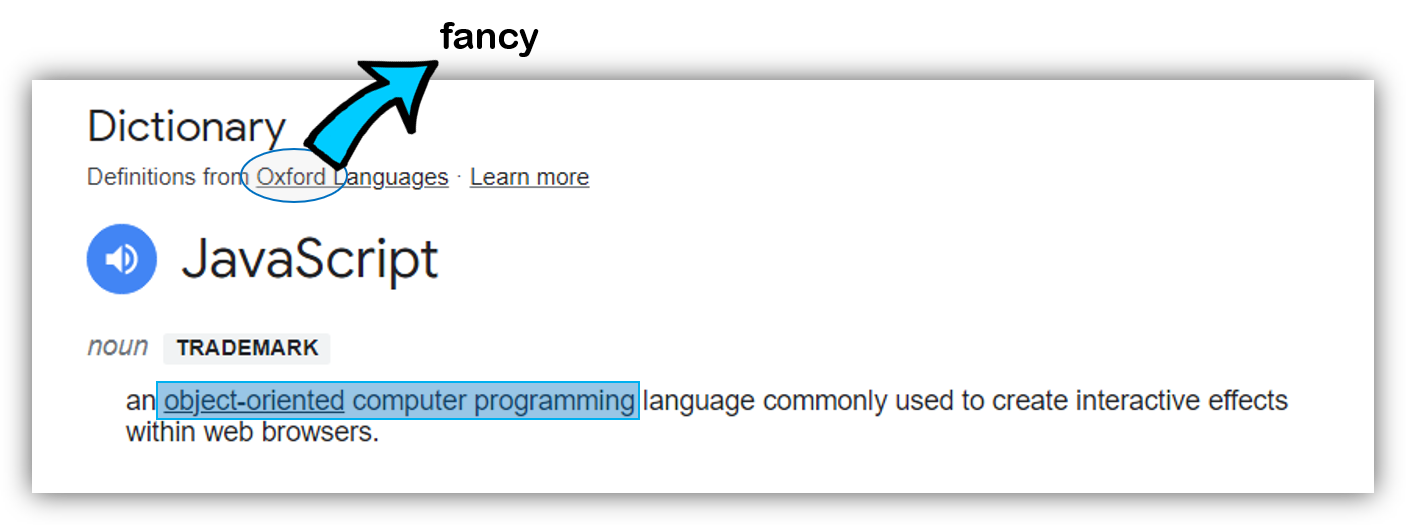 fancy
Dictionary
Definitions from Oxford Languages · Learn more
JavaScript
noun TRADEMARK
an object-oriented computer programming language commonly used to create interactive effects
within web browsers.